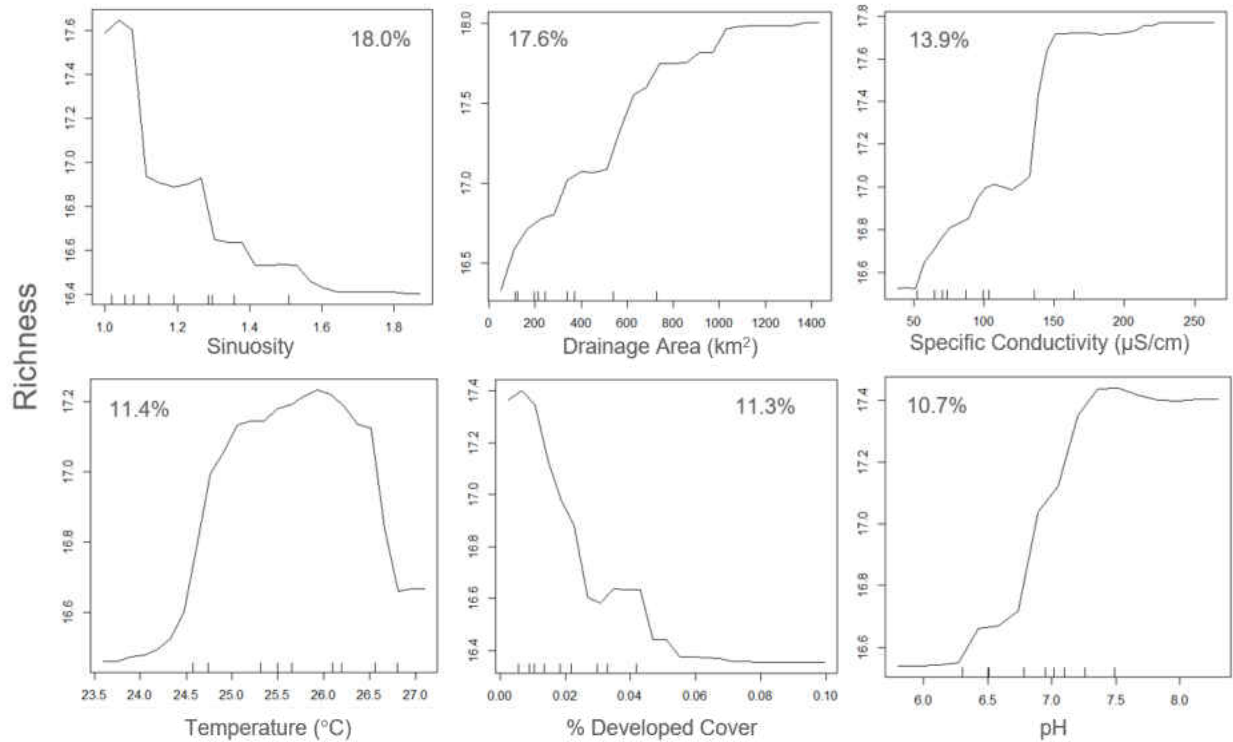 Richness
18.0%
17.6 17.4 17.2 17.0 16.8 16.6 16.4
1.0 1.2 1.4 1.6 1.8
Sinuosity
17.6%
18.0 17.5 17.0 16.5
0 200 400 600 800 1000 1200 1400
Drainage Area (km²)
13.9%
17.8 17.6 17.4 17.2 17.0 16.8 16.6
50 100 150 200 250
Specific Conductivity (µS/cm)
11.4%
17.2 17.0 16.8 16.6
23.5 24.0 24.5 25.0 25.5 26.0 26.5 27.0
Temperature (°C)
11.3%
17.4 17.2 17.0 16.8 16.6 16.4
0.00 0.02 0.04 0.06 0.08 0.10
% Developed Cover
10.7%
17.4 17.2 17.0 16.8 16.6
6.0 6.5 7.0 7.5 8.0
pH